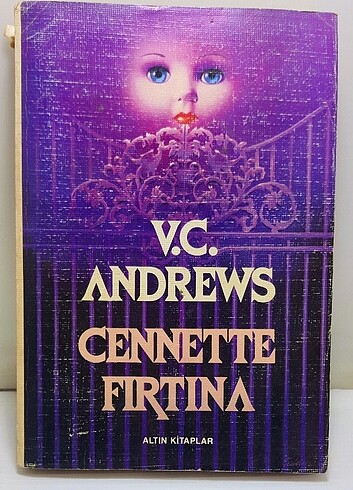 V.C.
ANDREWS
CENNETTE
FIRTINA
ALTIN KİTAPLAR